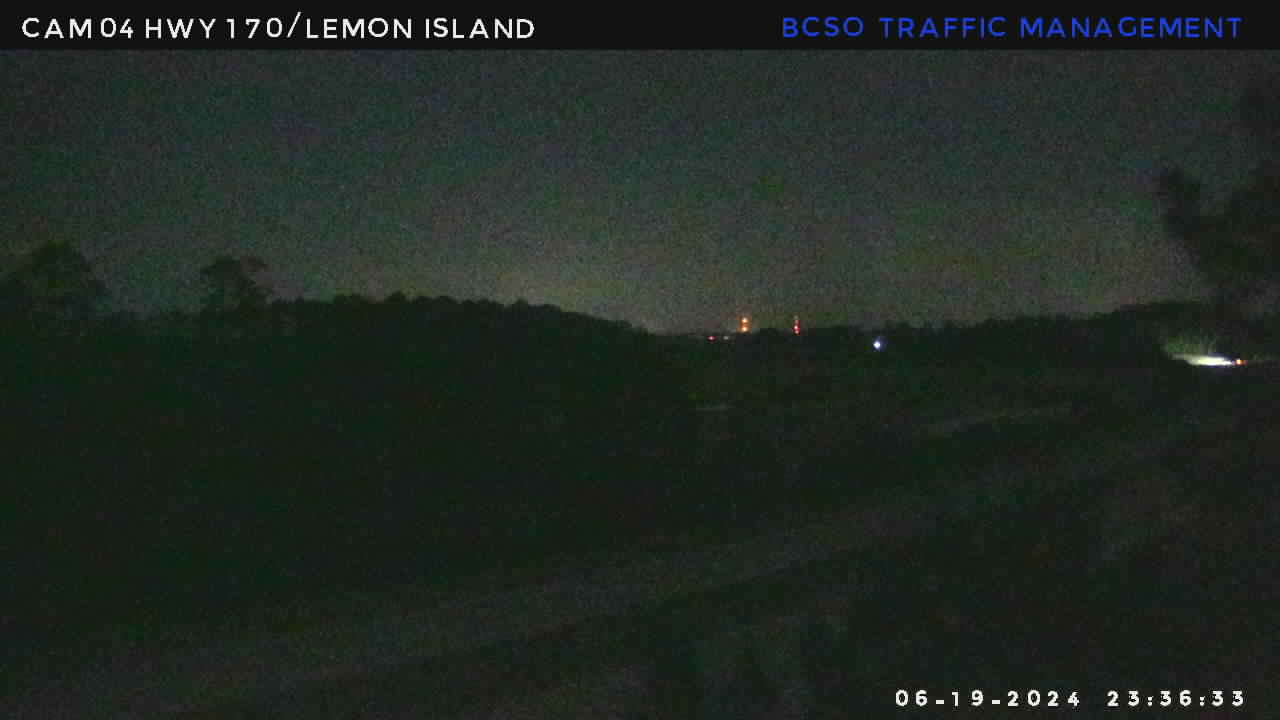 CAM04 HWY 170/LEMON ISLAND
BCSO TRAFFIC MANAGEMENT
06-19-2024 23:36:33